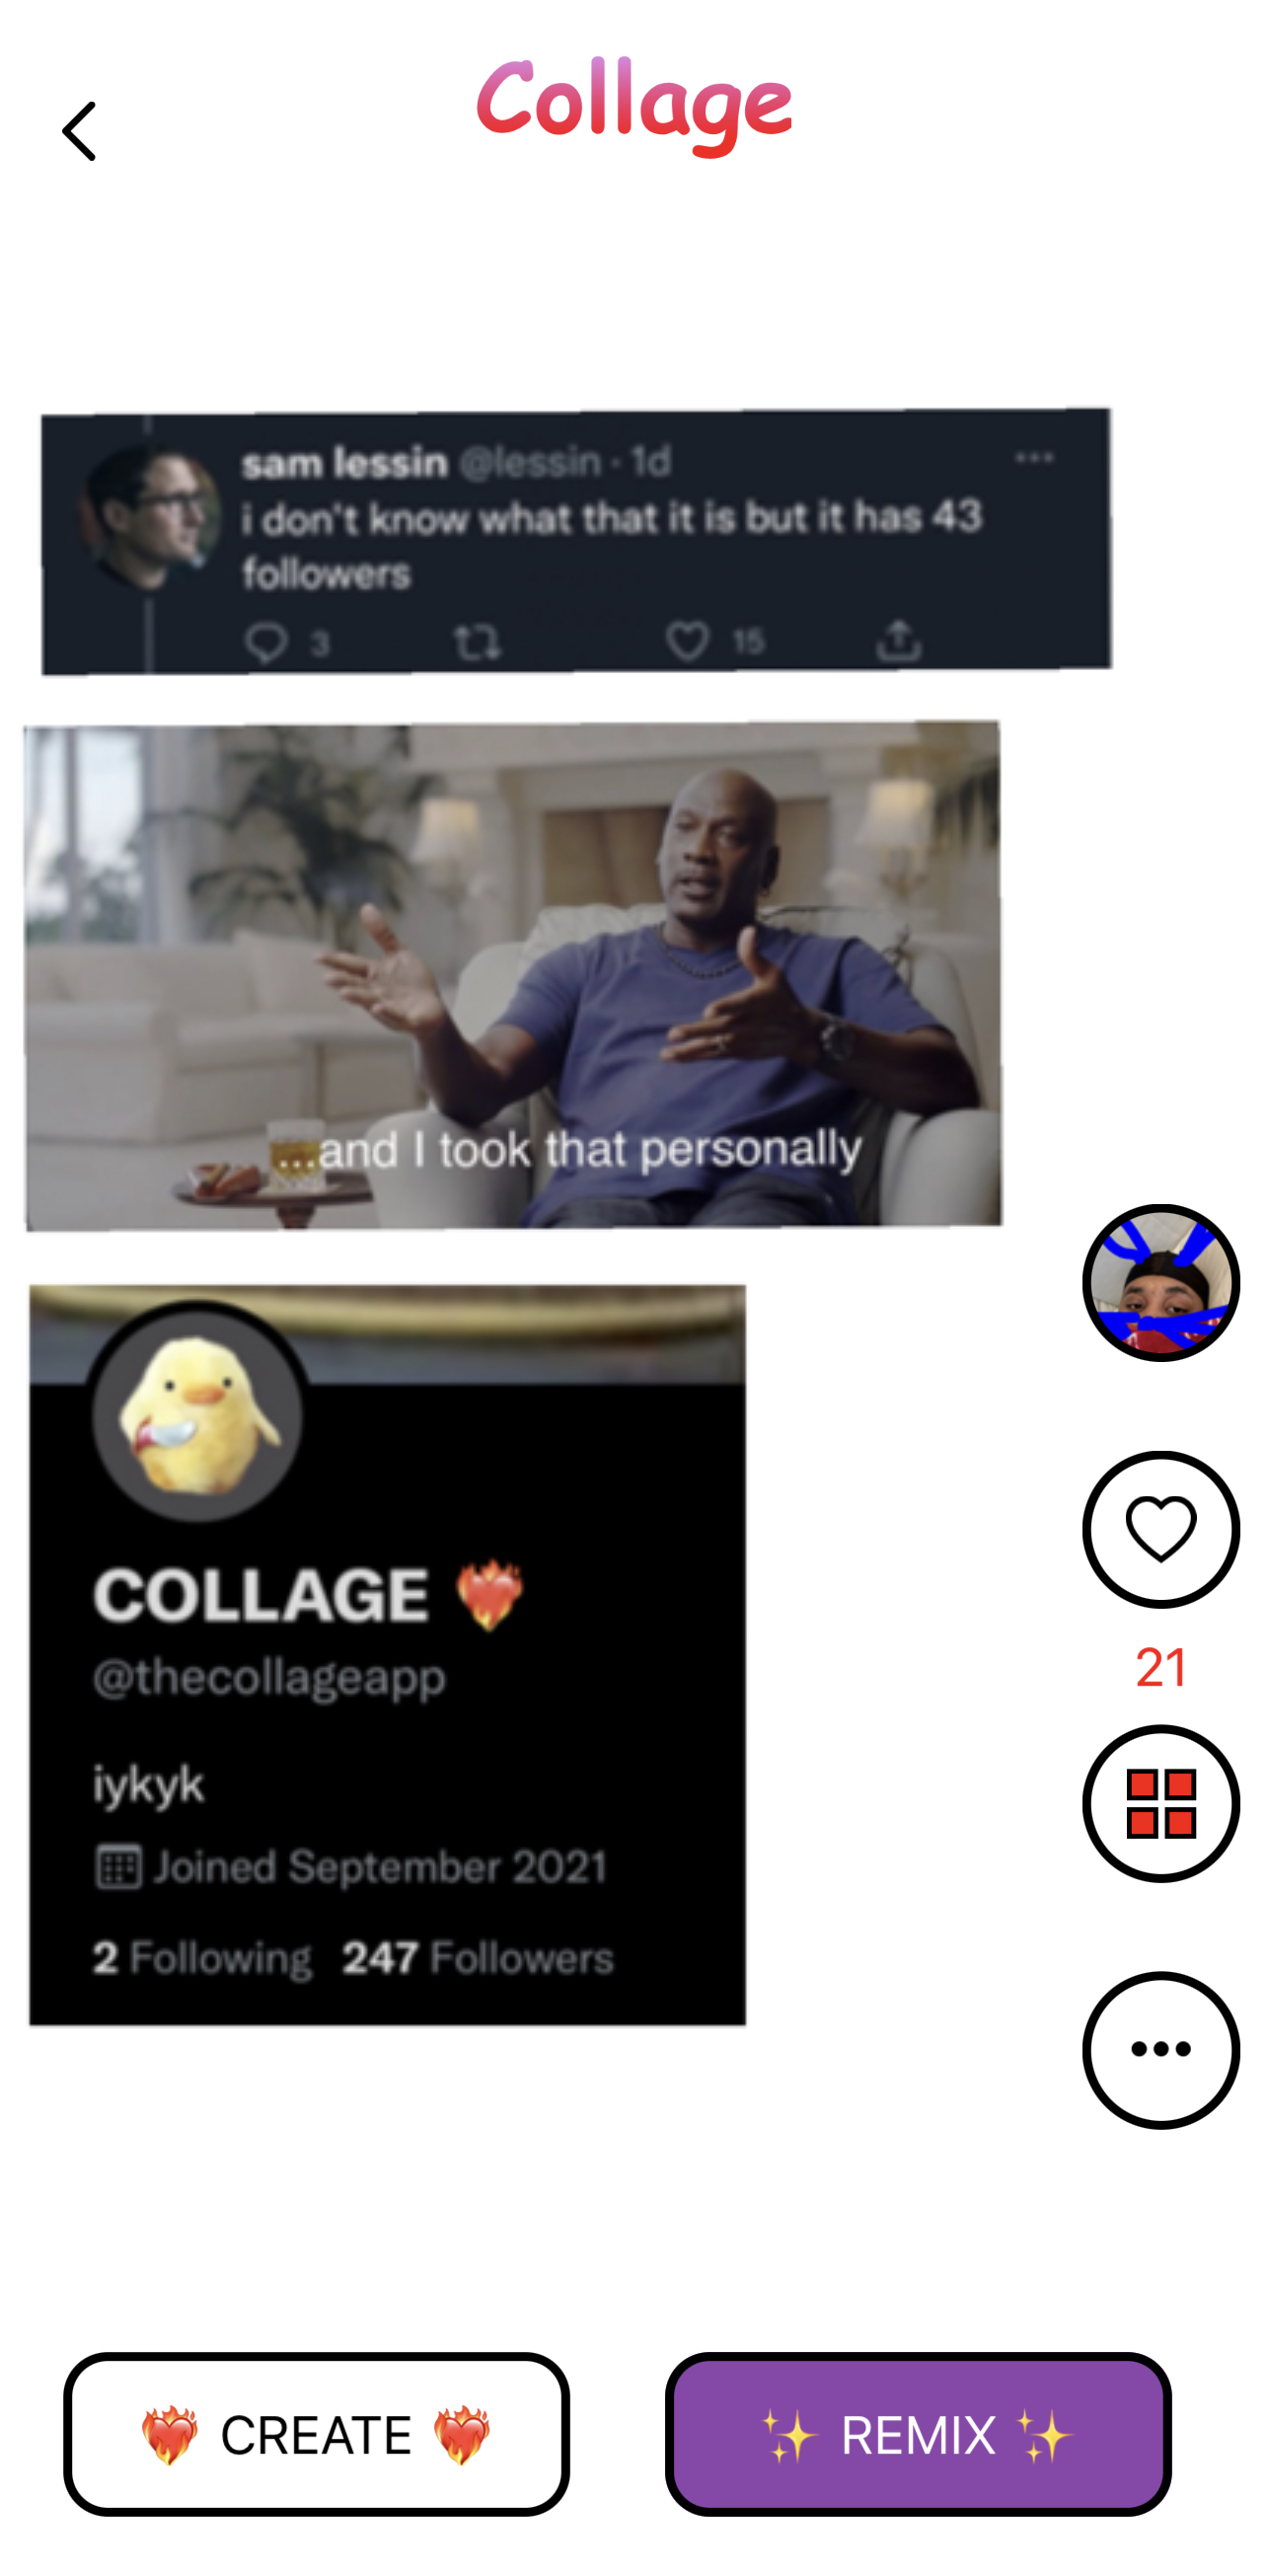 Collage
sam lessin @lessin · 1d
i don't know what that it is but it has 43
followers
3 15
...and I took that personally
COLLAGE ❤️‍🔥
@thecollageapp
iykyk
Joined September 2021
2 Following 247 Followers
21
❤️‍🔥 CREATE ❤️‍🔥
✨ REMIX ✨